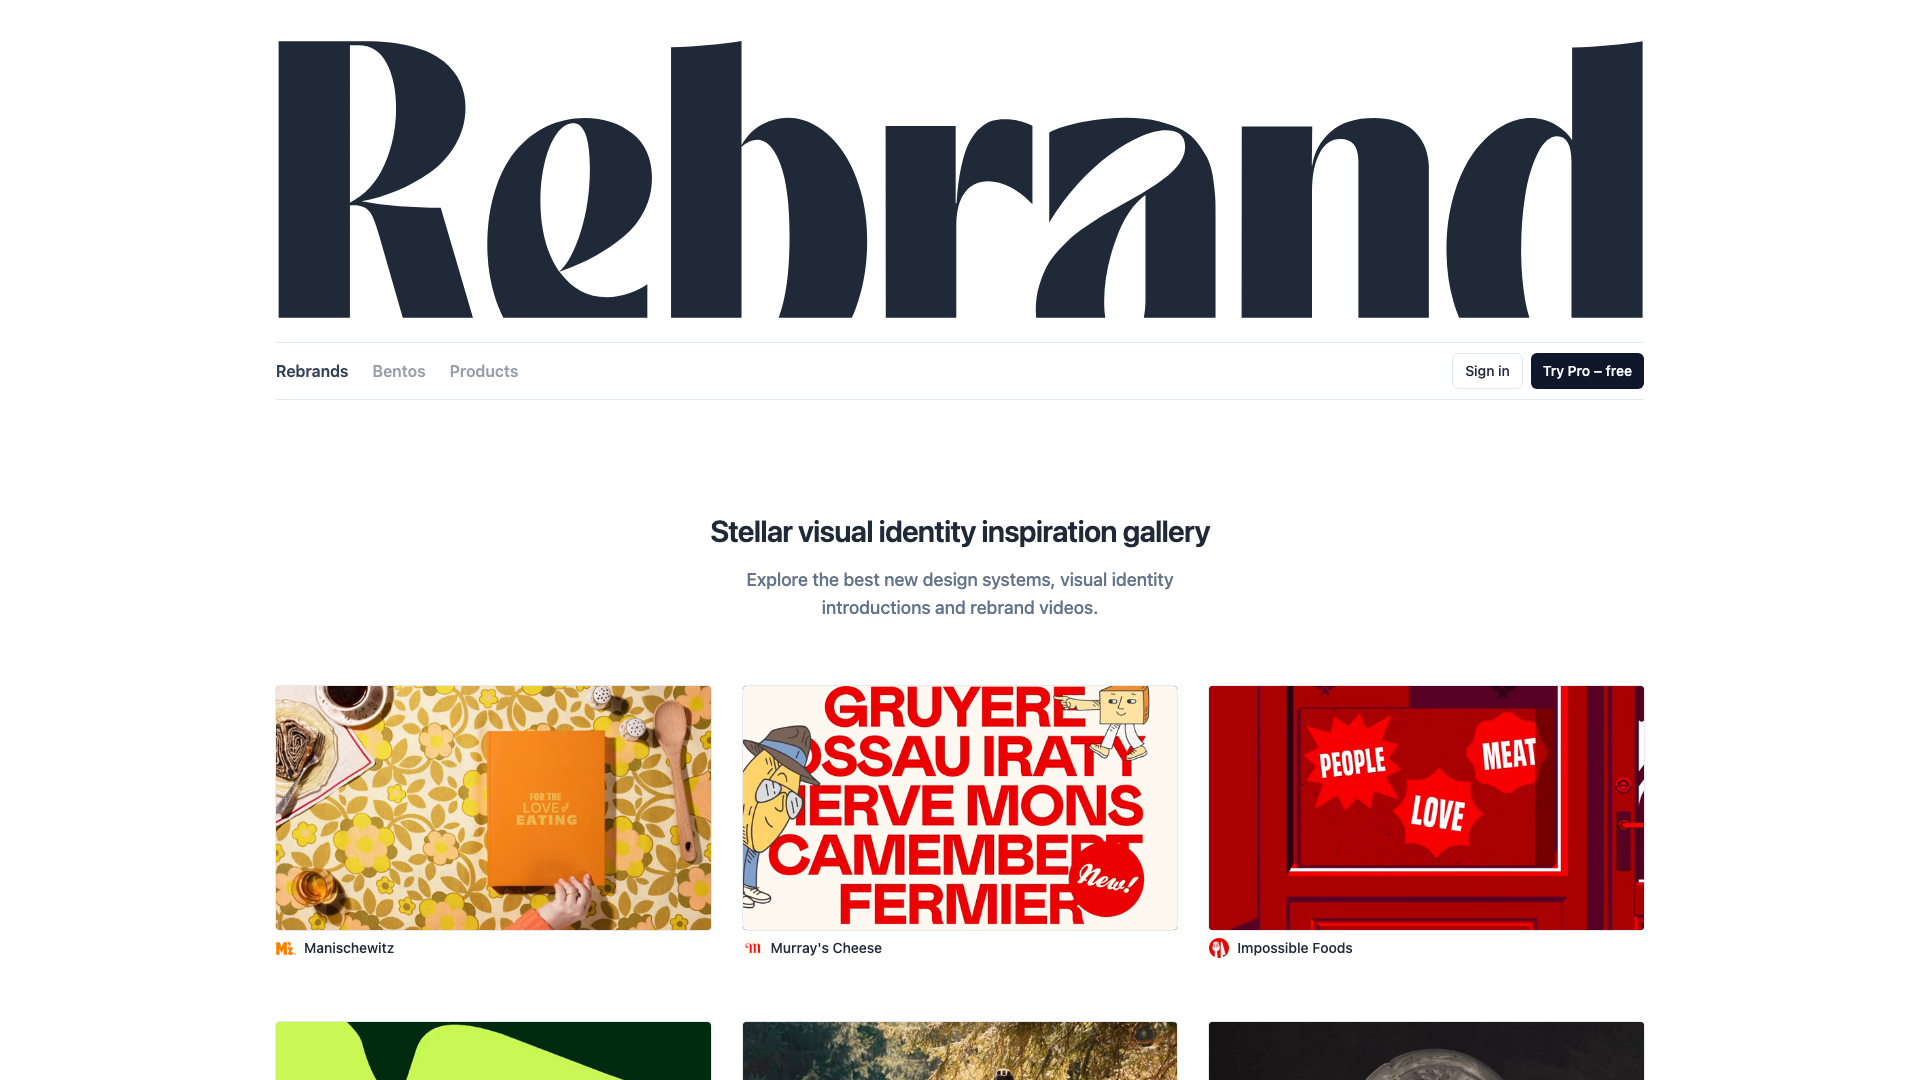 Rebrand
Rebrands
Bentos
Products
Sign in
Try Pro – free
Stellar visual identity inspiration gallery
Explore the best new design systems, visual identity
introductions and rebrand videos.
FOR THE
LOVE of
EATING
GRUYERE
OSSAU IRATY
HERVE MONS
CAMEMBERT
FERMIER
New!
PEOPLE
MEAT
LOVE
Mz.
Manischewitz
m
Murray's Cheese
Impossible Foods